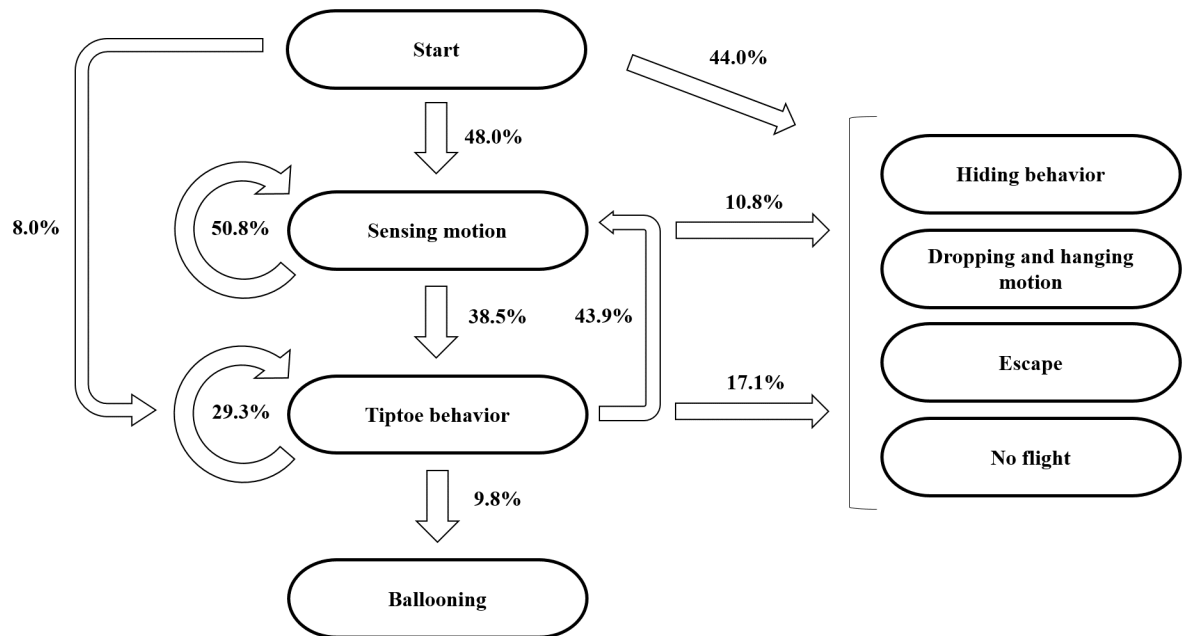 Start
44.0%
48.0%
Hiding behavior
10.8%
8.0%
50.8%
Sensing motion
Dropping and hanging
motion
38.5%
43.9%
Escape
17.1%
29.3%
Tiptoe behavior
No flight
9.8%
Ballooning